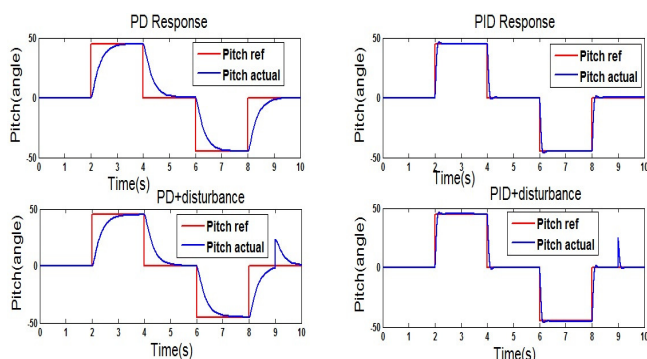 PD Response
50
0
-50
Pitch(angle)
Pitch ref
Pitch actual
0 1 2 3 4 5 6 7 8 9 10
Time(s)
PID Response
50
0
-50
Pitch(angle)
Pitch ref
Pitch actual
0 1 2 3 4 5 6 7 8 9 10
Time(s)
PD+disturbance
50
0
-50
Pitch(angle)
Pitch ref
Pitch actual
0 1 2 3 4 5 6 7 8 9 10
Time(s)
PID+disturbance
50
0
-50
Pitch(angle)
Pitch ref
Pitch actual
0 1 2 3 4 5 6 7 8 9 10
Time(s)